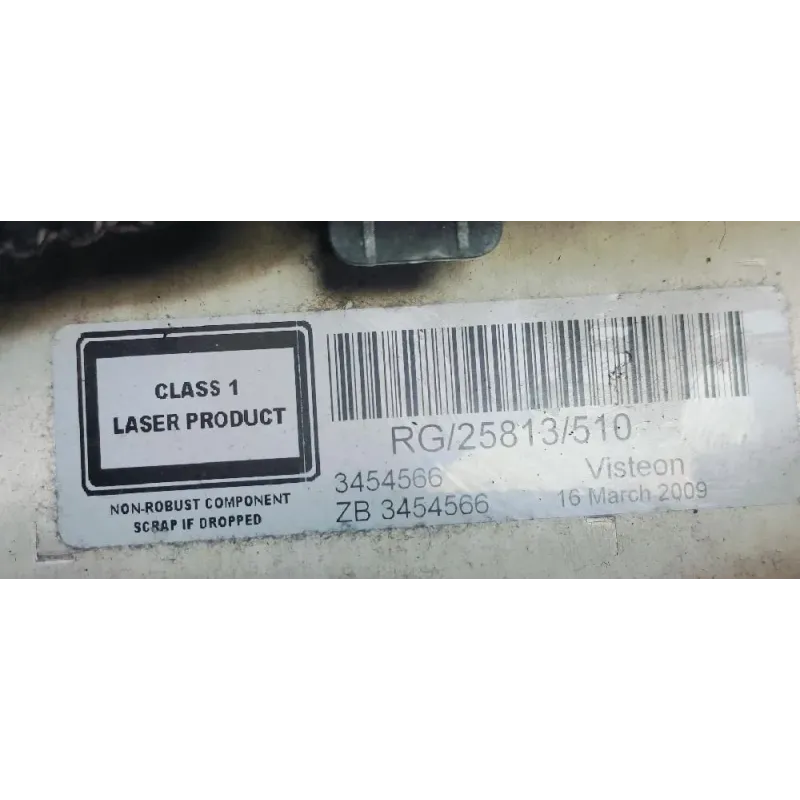 CLASS 1
LASER PRODUCT
NON-ROBUST COMPONENT
SCRAP IF DROPPED
RG/25813/510
3454566
ZB 3454566
Visteon
16 March 2009